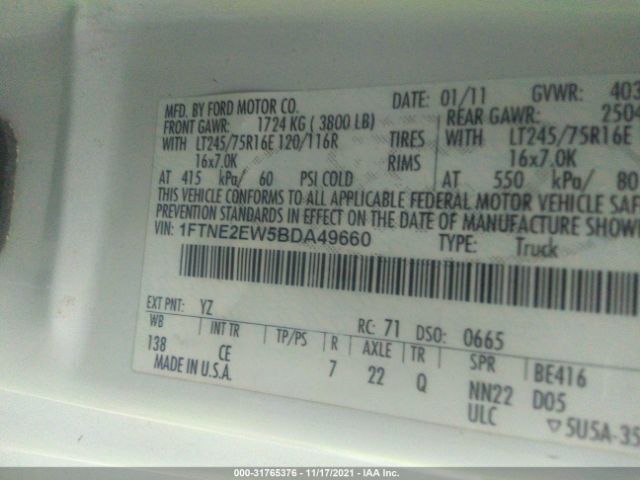 MFD. BY FORD MOTOR CO. DATE: 01/11 GVWR: 403
FRONT GAWR: 1724 KG ( 3800 LB) REAR GAWR: 2504
WITH LT245/75R16E 120/116R TIRES WITH LT245/75R16E
16x7.0K RIMS 16x7.0K
AT 415 kPa/ 60 PSI COLD AT 550 kPa/ 80
THIS VEHICLE CONFORMS TO ALL APPLICABLE FEDERAL MOTOR VEHICLE SAFE
PREVENTION STANDARDS IN EFFECT ON THE DATE OF MANUFACTURE SHOW
VIN: 1FTNE2EW5BDA49660 TYPE: Truck
EXT PNT: YZ RC: 71 DSO: 0665
WB INT TR TP/PS R AXLE TR SPR BE416
138 CE 7 22 Q NN22 D05
MADE IN U.S.A. ULC ▽5U5A-35
000-31765376 - 11/17/2021 - IAA Inc.